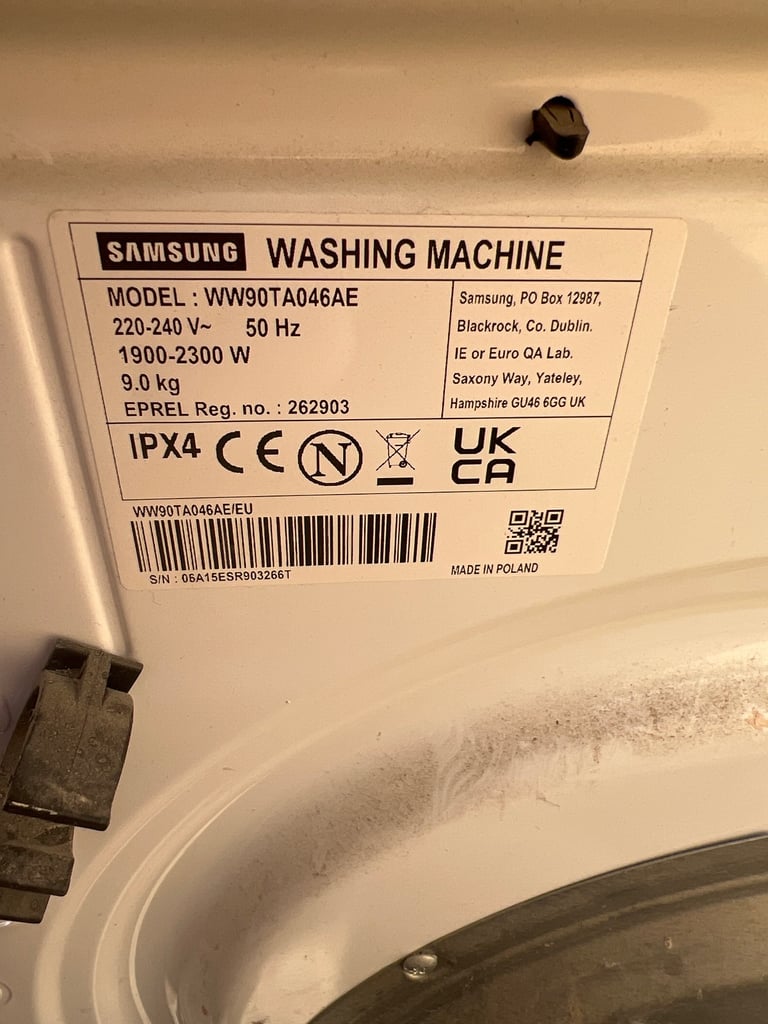 SAMSUNG WASHING MACHINE
MODEL : WW90TA046AE
220-240 V~ 50 Hz
1900-2300 W
9.0 kg
EPREL Reg. no. : 262903
Samsung, PO Box 12987,
Blackrock, Co. Dublin.
IE or Euro QA Lab.
Saxony Way, Yateley,
Hampshire GU46 6GG UK
IPX4 CE N UK
CA
WW90TA046AE/EU
S/N : 06A15ESR903266T
MADE IN POLAND